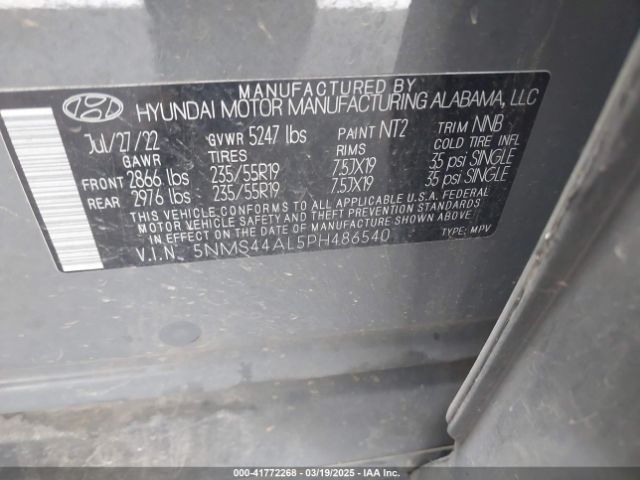 MANUFACTURED BY
HYUNDAI MOTOR MANUFACTURING ALABAMA, LLC
Jul/27/22 GVWR 5247 lbs PAINT NT2 TRIM NNB
GAWR TIRES RIMS COLD TIRE INFL
FRONT 2866 lbs 235/55R19 7.5JX19 35 psi SINGLE
REAR 2976 lbs 235/55R19 7.5JX19 35 psi SINGLE
THIS VEHICLE CONFORMS TO ALL APPLICABLE U.S.A. FEDERAL
MOTOR VEHICLE SAFETY STANDARDS
IN EFFECT ON THE DATE OF MANUFACTURE SHOWN ABOVE.
V.I.N. 5NMS44AL5PH486540 TYPE: MPV
000-41772268 - 03/19/2025 - IAA Inc.